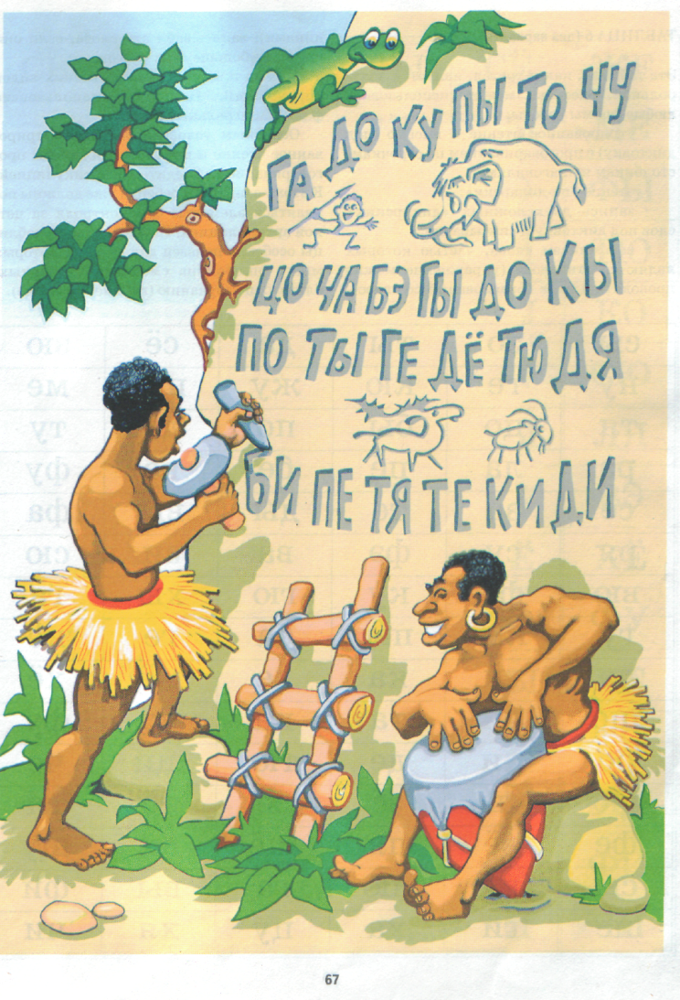 ГА ДО КУ ПЫ ТО ЧУ
ЦО ЧА БЭ ГЫ ДО КЫ
ПО ТЫ ГЕ ДЁ ТЮ ДЯ
БИ ПЕ ТЯ ТЕ КИ ДИ
67